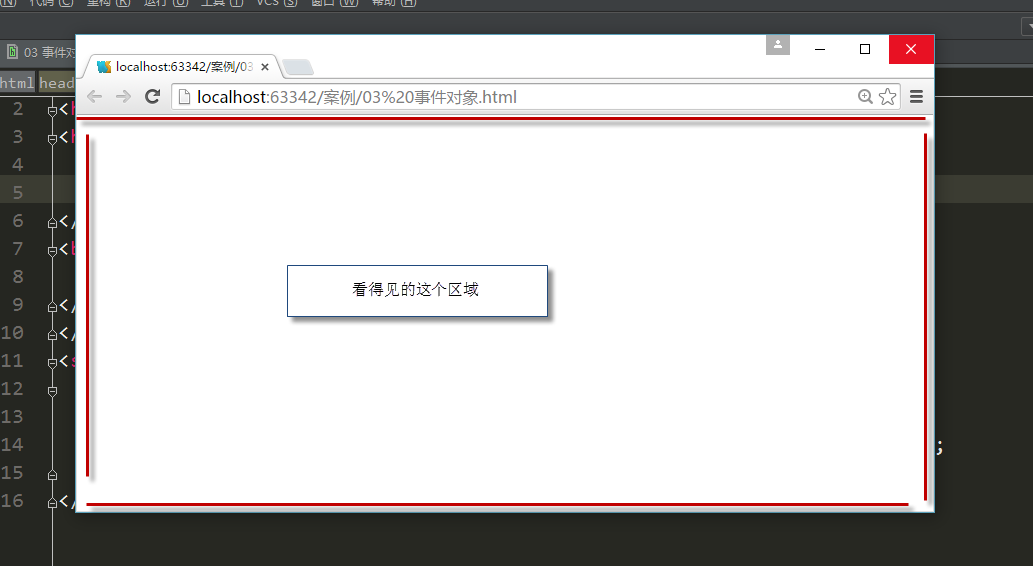 代码(C) 重构(R) 运行(U) 工具(T) VCS(S) 窗口(W) 帮助(H)
03 事件对
localhost:63342/案例/03
html head
localhost:63342/案例/03%20事件对象.html
2 <
3 <
4
5
6 </
7 <
看得见的这个区域
8
9 </
10 </
11 <s
12
13
14 ;
15
16 </